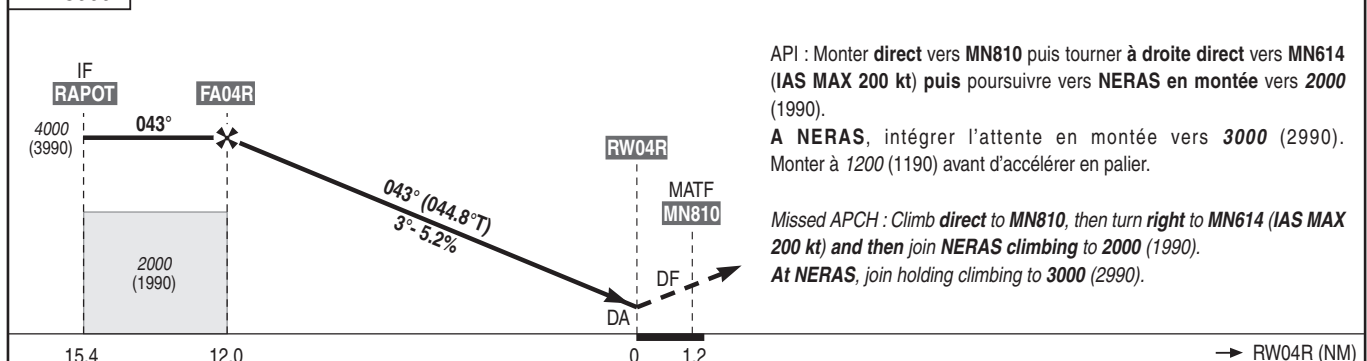 IF
RAPOT
FA04R
4000
(3990)
043°
2000
(1990)
043° (044.8°T)
3°- 5.2%
RW04R
MATF
MN810
DF
DA
15.4
12.0
0
1.2
RW04R (NM)
API : Monter direct vers MN810 puis tourner à droite direct vers MN614
(IAS MAX 200 kt) puis poursuivre vers NERAS en montée vers 2000
(1990).
A NERAS, intégrer l'attente en montée vers 3000 (2990).
Monter à 1200 (1190) avant d'accélérer en palier.
Missed APCH : Climb direct to MN810, then turn right to MN614 (IAS MAX
200 kt) and then join NERAS climbing to 2000 (1990).
At NERAS, join holding climbing to 3000 (2990).